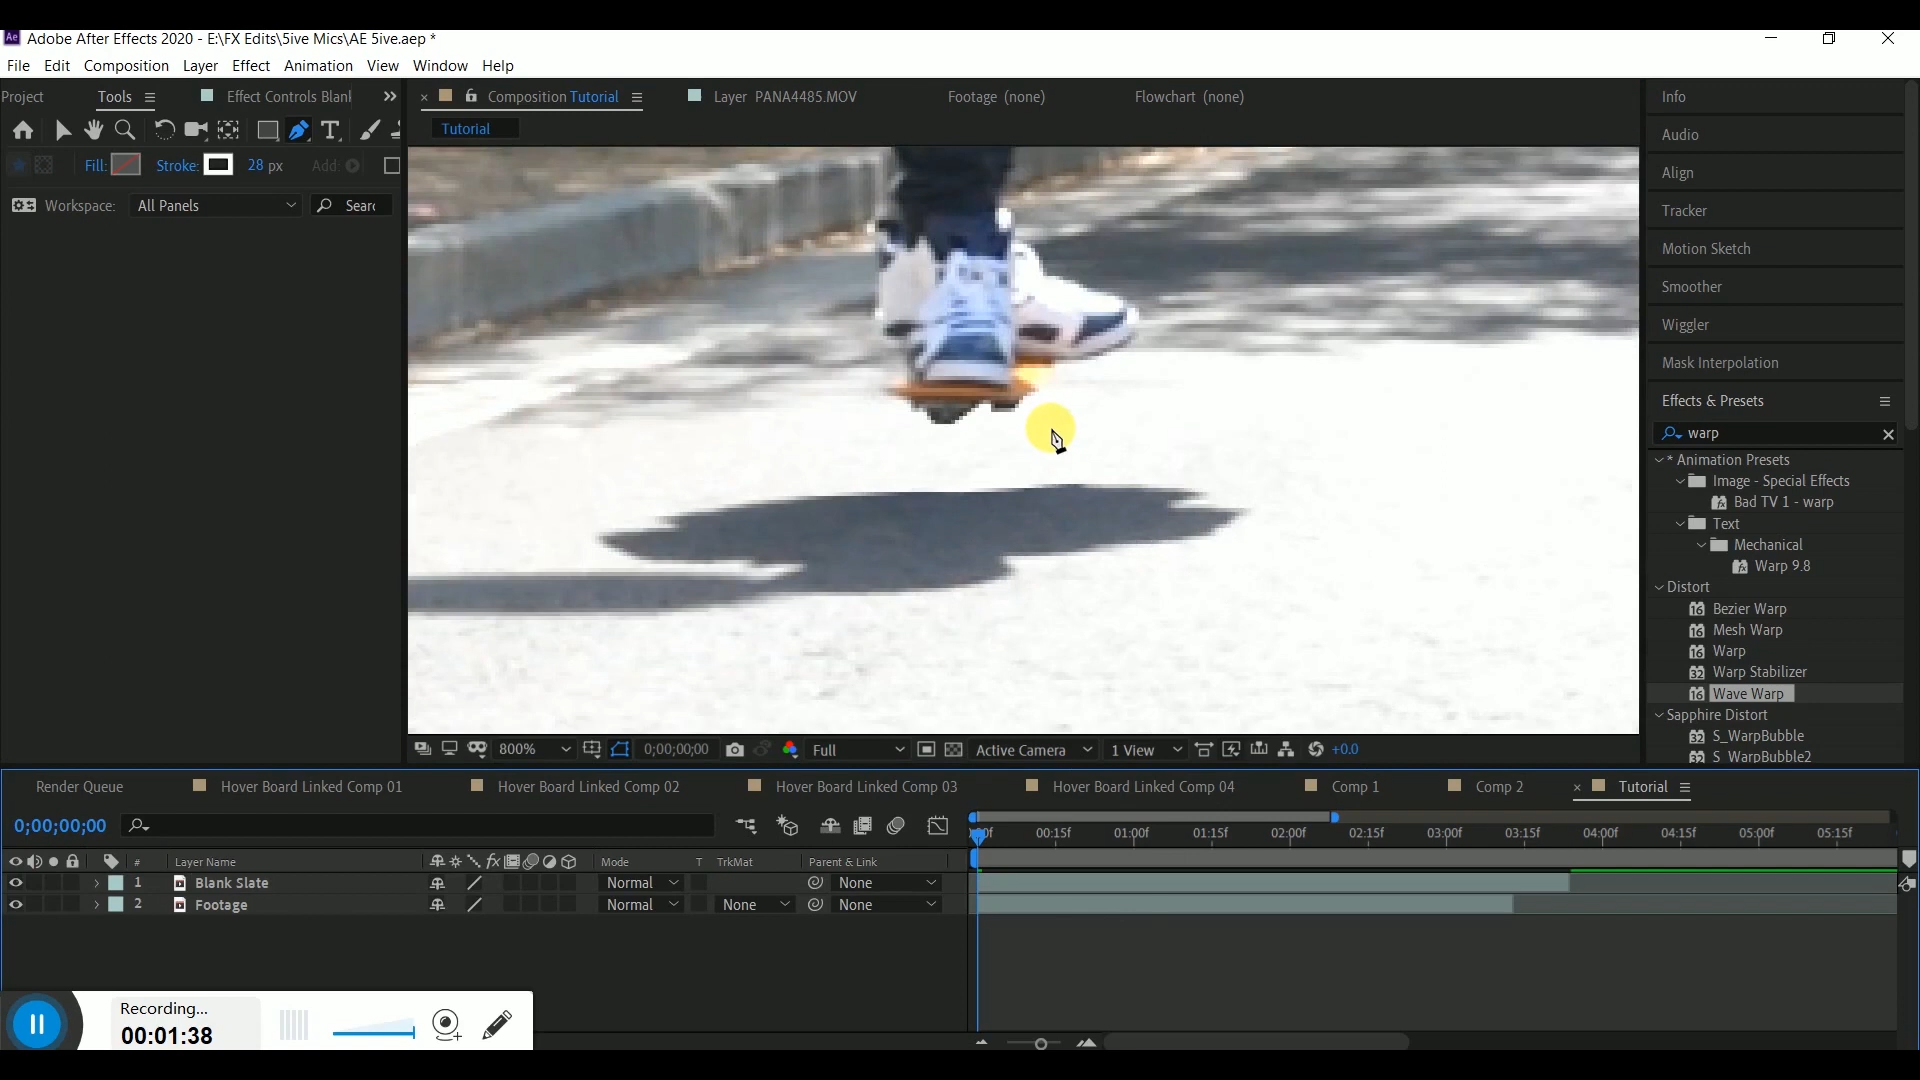 Adobe After Effects 2020 - E:\FX Edits\5ive Mics\AE 5ive.aep *
File Edit Composition Layer Effect Animation View Window Help
Project Tools Effect Controls Blank
Composition Tutorial Layer PANA4485.MOV Footage (none) Flowchart (none)
Tutorial
Fill: Stroke: 28 px Add:
Workspace: All Panels Searc
Info
Audio
Align
Tracker
Motion Sketch
Smoother
Wiggler
Mask Interpolation
Effects & Presets
warp
* Animation Presets
Image - Special Effects
Bad TV 1 - warp
Text
Mechanical
Warp 9.8
Distort
16 Bezier Warp
16 Mesh Warp
16 Warp
32 Warp Stabilizer
16 Wave Warp
Sapphire Distort
S_WarpBubble
S_WarpBubble2
800% 0;00;00;00 Full Active Camera 1 View +0.0
Render Queue Hover Board Linked Comp 01 Hover Board Linked Comp 02 Hover Board Linked Comp 03 Hover Board Linked Comp 04 Comp 1 Comp 2 Tutorial
0;00;00;00
00:15f 01:00f 01:15f 02:00f 02:15f 03:00f 03:15f 04:00f 04:15f 05:00f 05:15f
# Layer Name Mode T TrkMat Parent & Link
1 Blank Slate Normal None
2 Footage Normal None None
Recording...
00:01:38